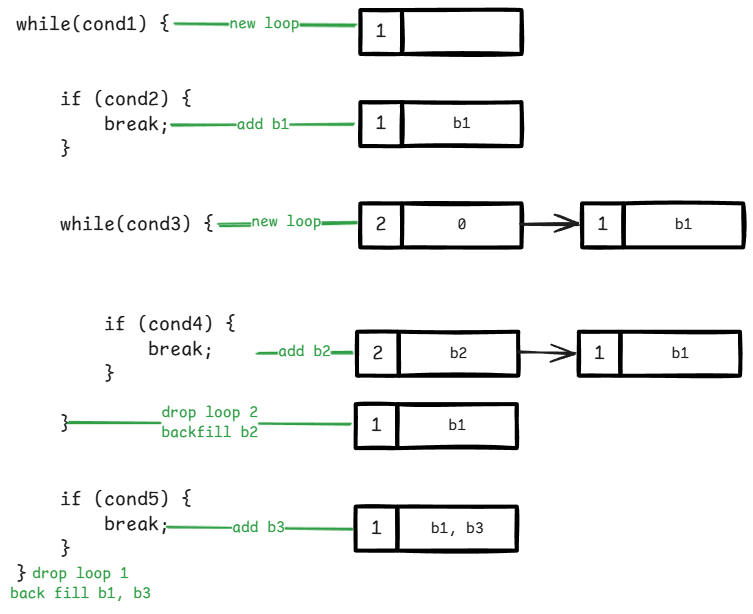 while(cond1) { new loop 1
if (cond2) {
break; add b1 1 b1
}
while(cond3) { new loop 2 0 1 b1
if (cond4) {
break; add b2 2 b2 1 b1
}
drop loop 2
} 1 b1
backfill b2
if (cond5) {
break; add b3 1 b1, b3
}
} drop loop 1
back fill b1, b3